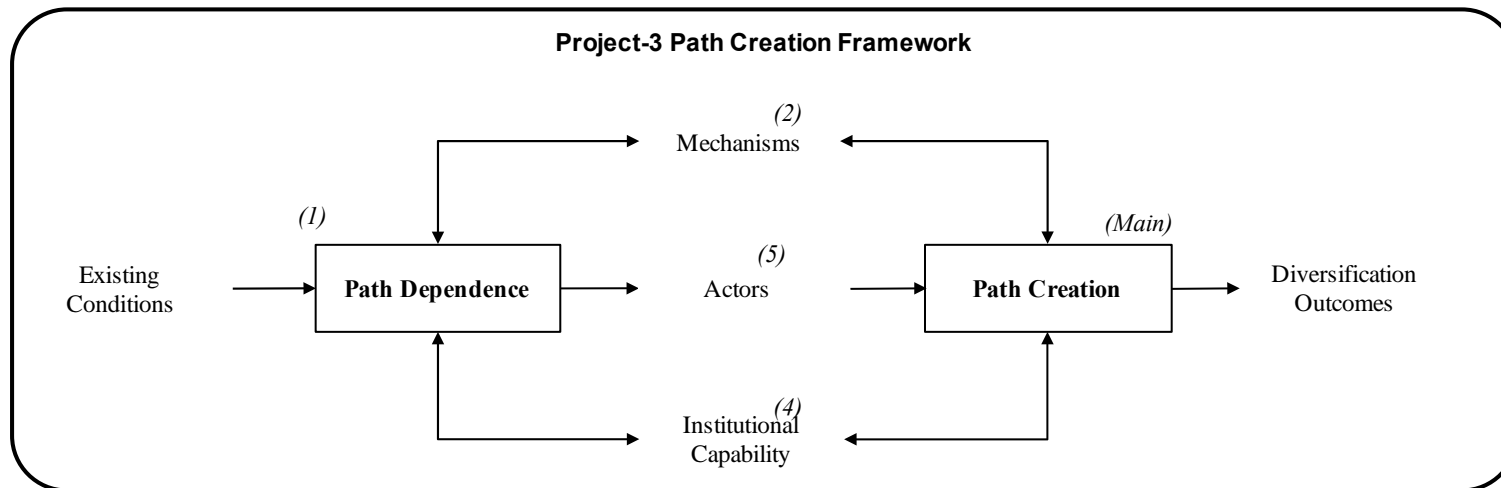 Project-3 Path Creation Framework
(2)
Mechanisms
(1)
(Main)
(5)
Existing
Conditions
Path Dependence
Actors
Path Creation
Diversification
Outcomes
(4)
Institutional
Capability